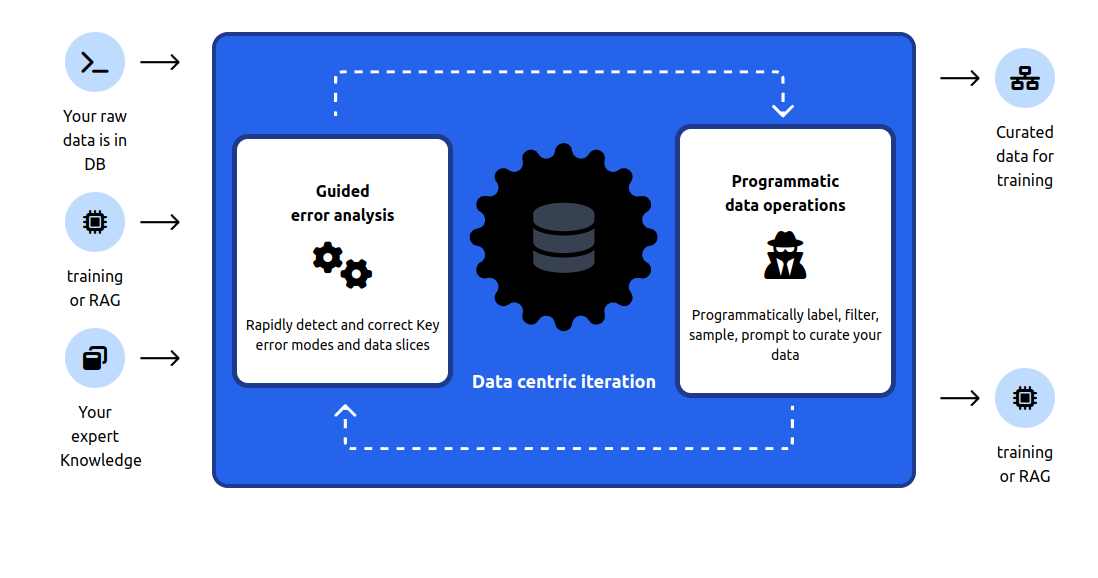 Your raw
data is in
DB
training
or RAG
Your
expert
Knowledge
Guided
error analysis
Rapidly detect and correct Key
error modes and data slices
Data centric iteration
Programmatic
data operations
Programmatically label, filter,
sample, prompt to curate your
data
Curated
data for
training
training
or RAG